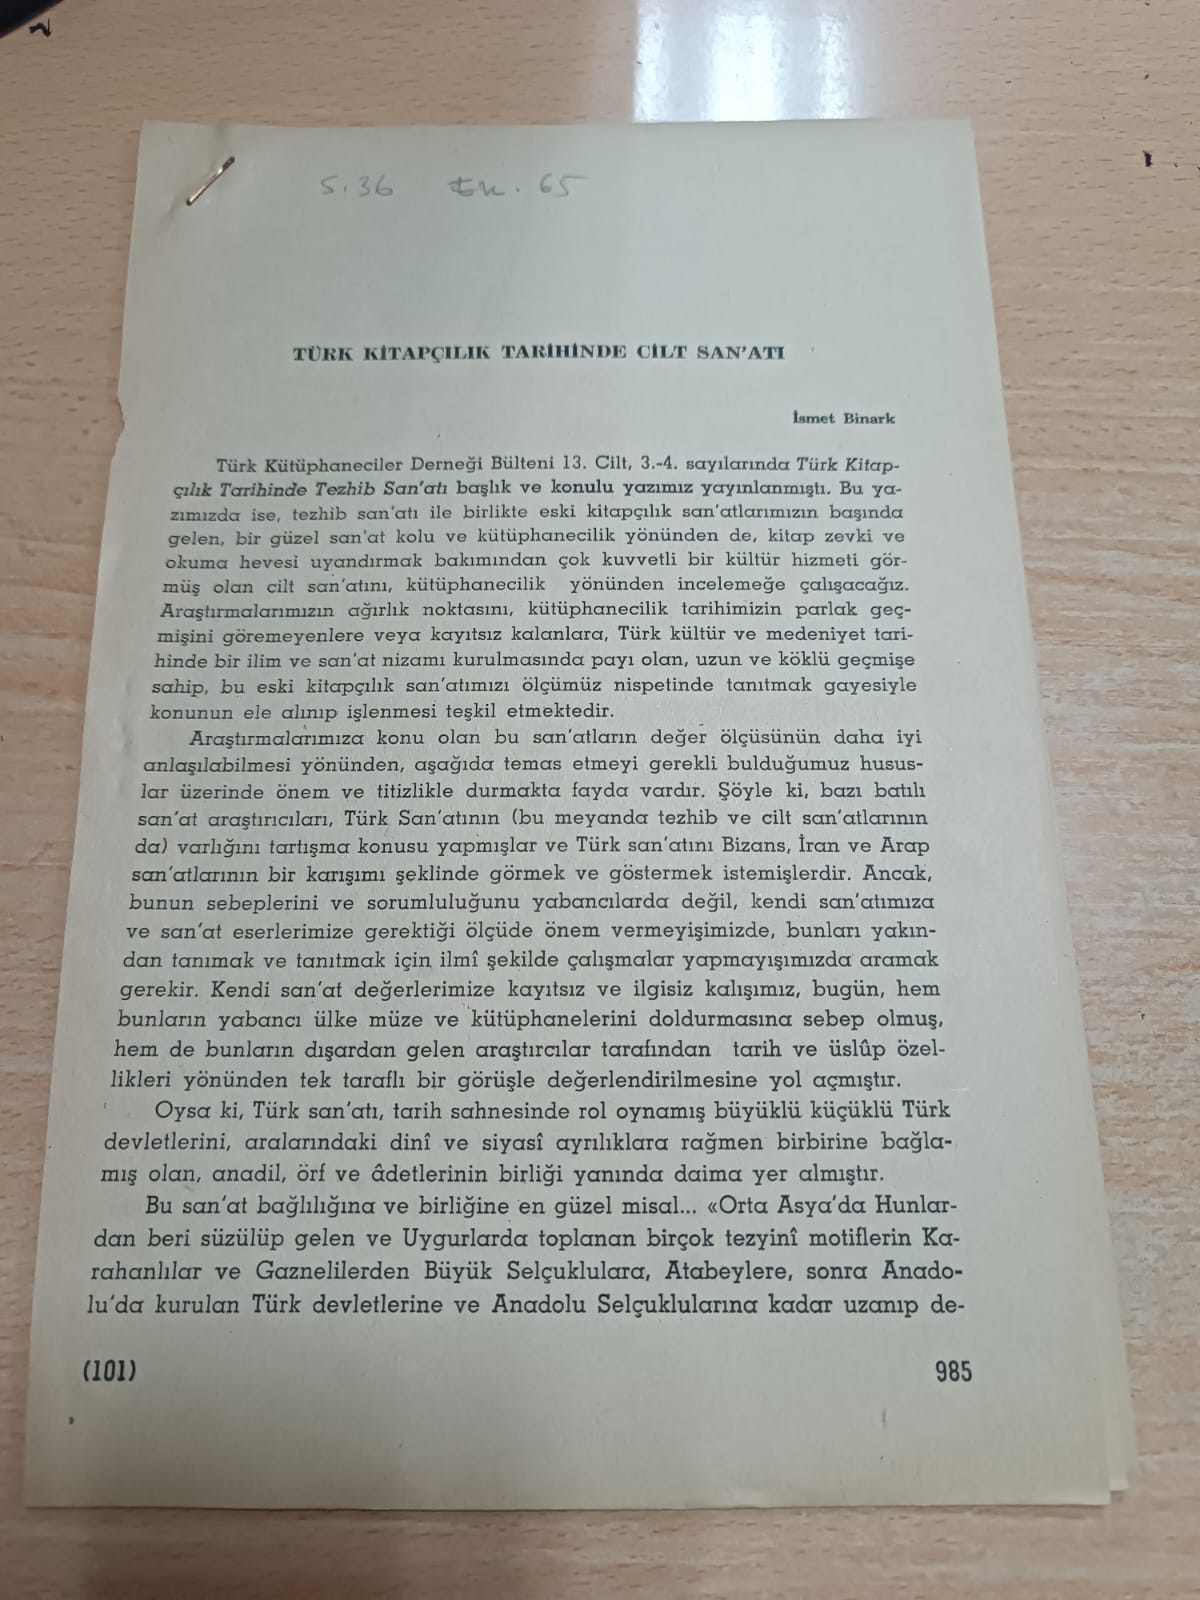 S.36 Ek. 65
TÜRK KİTAPÇILIK TARİHİNDE CİLT SAN'ATI
İsmet Binark
Türk Kütüphaneciler Derneği Bülteni 13. Cilt, 3.-4. sayılarında Türk Kitap-
çılık Tarihinde Tezhib San'atı başlık ve konulu yazımız yayınlanmıştı. Bu ya-
zımızda ise, tezhib san'atı ile birlikte eski kitapçılık san'atlarımızın başında
gelen, bir güzel san'at kolu ve kütüphanecilik yönünden de, kitap zevki ve
okuma hevesi uyandırmak bakımından çok kuvvetli bir kültür hizmeti gör-
müş olan cilt san'atını, kütüphanecilik yönünden incelemeğe çalışacağız.
Araştırmalarımızın ağırlık noktasını, kütüphanecilik tarihimizin parlak geç-
mişini göremeyenlere veya kayıtsız kalanlara, Türk kültür ve medeniyet tari-
hinde bir ilim ve san'at nizamı kurulmasında payı olan, uzun ve köklü geçmişe
sahip, bu eski kitapçılık san'atımızı ölçümüz nispetinde tanıtmak gayesiyle
konunun ele alınıp işlenmesi teşkil etmektedir.
Araştırmalarımıza konu olan bu san'atların değer ölçüsünün daha iyi
anlaşılabilmesi yönünden, aşağıda temas etmeyi gerekli bulduğumuz husus-
lar üzerinde önem ve titizlikle durmakta fayda vardır. Şöyle ki, bazı batılı
san'at araştırıcıları, Türk San'atının (bu meyanda tezhib ve cilt san'atlarının
da) varlığını tartışma konusu yapmışlar ve Türk san'atını Bizans, İran ve Arap
san'atlarının bir karışımı şeklinde görmek ve göstermek istemişlerdir. Ancak,
bunun sebeplerini ve sorumluluğunu yabancılarda değil, kendi san'atımıza
ve san'at eserlerimize gerektiği ölçüde önem vermeyişimizde, bunları yakın-
dan tanımak ve tanıtmak için ilmî şekilde çalışmalar yapmayışımızda aramak
gerekir. Kendi san'at değerlerimize kayıtsız ve ilgisiz kalışımız, bugün, hem
bunların yabancı ülke müze ve kütüphanelerini doldurmasına sebep olmuş,
hem de bunların dışardan gelen araştırcılar tarafından tarih ve üslûp özel-
likleri yönünden tek taraflı bir görüşle değerlendirilmesine yol açmıştır.
Oysa ki, Türk san'atı, tarih sahnesinde rol oynamış büyüklü küçüklü Türk
devletlerini, aralarındaki dinî ve siyasî ayrılıklara rağmen birbirine bağla-
mış olan, anadil, örf ve âdetlerinin birliği yanında daima yer almıştır.
Bu san'at bağlılığına ve birliğine en güzel misal... «Orta Asya'da Hunlar-
dan beri süzülüp gelen ve Uygurlarda toplanan birçok tezyinî motiflerin Ka-
rahanlılar ve Gaznelilerden Büyük Selçuklulara, Atabeylere, sonra Anado-
lu'da kurulan Türk devletlerine ve Anadolu Selçuklularına kadar uzanıp de-
(101) 985